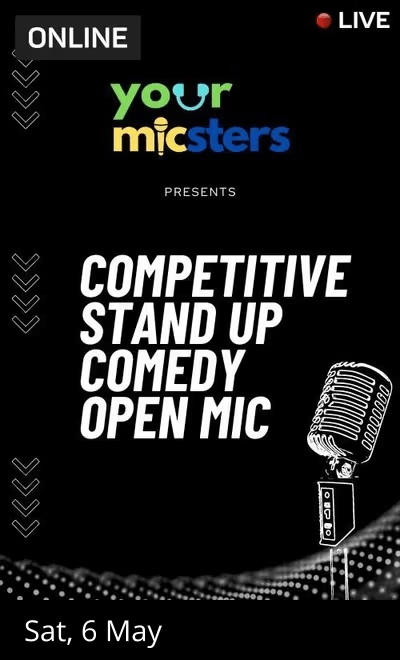 ONLINE
LIVE
your
micsters
PRESENTS
COMPETITIVE
STAND UP
COMEDY
OPEN MIC
Sat, 6 May